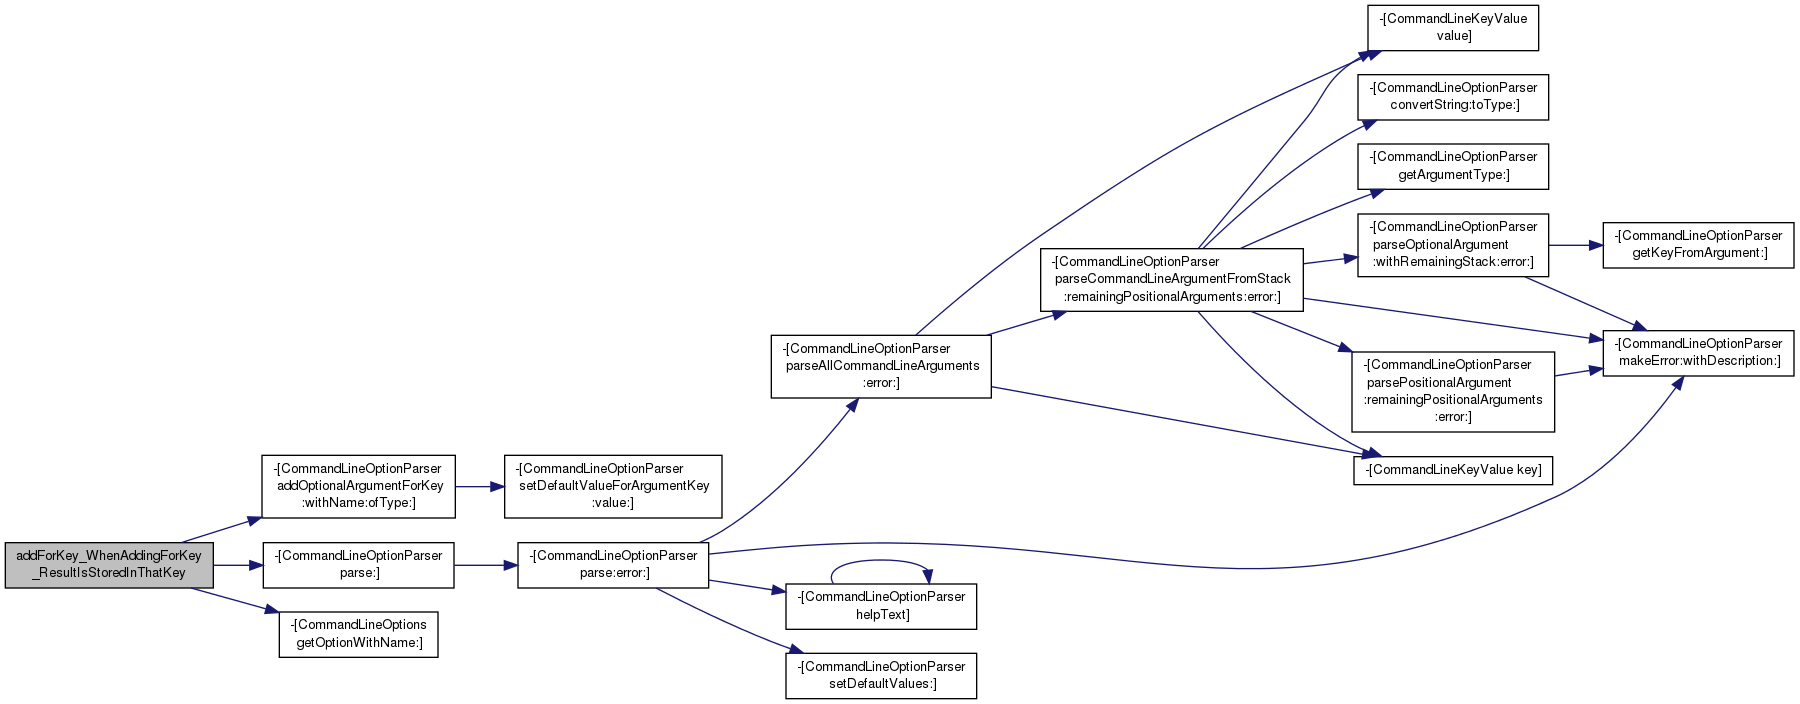 -[CommandLineKeyValue
value]
-[CommandLineOptionParser
convertString:toType:]
-[CommandLineOptionParser
getArgumentType:]
-[CommandLineOptionParser
parseOptionalArgument
:withRemainingStack:error:]
-[CommandLineOptionParser
getKeyFromArgument:]
-[CommandLineOptionParser
parseCommandLineArgumentFromStack
:remainingPositionalArguments:error:]
-[CommandLineOptionParser
makeError:withDescription:]
-[CommandLineOptionParser
parseAllCommandLineArguments
:error:]
-[CommandLineOptionParser
parsePositionalArgument
:remainingPositionalArguments
:error:]
-[CommandLineKeyValue key]
-[CommandLineOptionParser
addOptionalArgumentForKey
:withName:ofType:]
-[CommandLineOptionParser
setDefaultValueForArgumentKey
:value:]
addForKey_WhenAddingForKey
_ResultIsStoredInThatKey
-[CommandLineOptionParser
parse:]
-[CommandLineOptionParser
parse:error:]
-[CommandLineOptionParser
helpText]
-[CommandLineOptions
getOptionWithName:]
-[CommandLineOptionParser
setDefaultValues:]